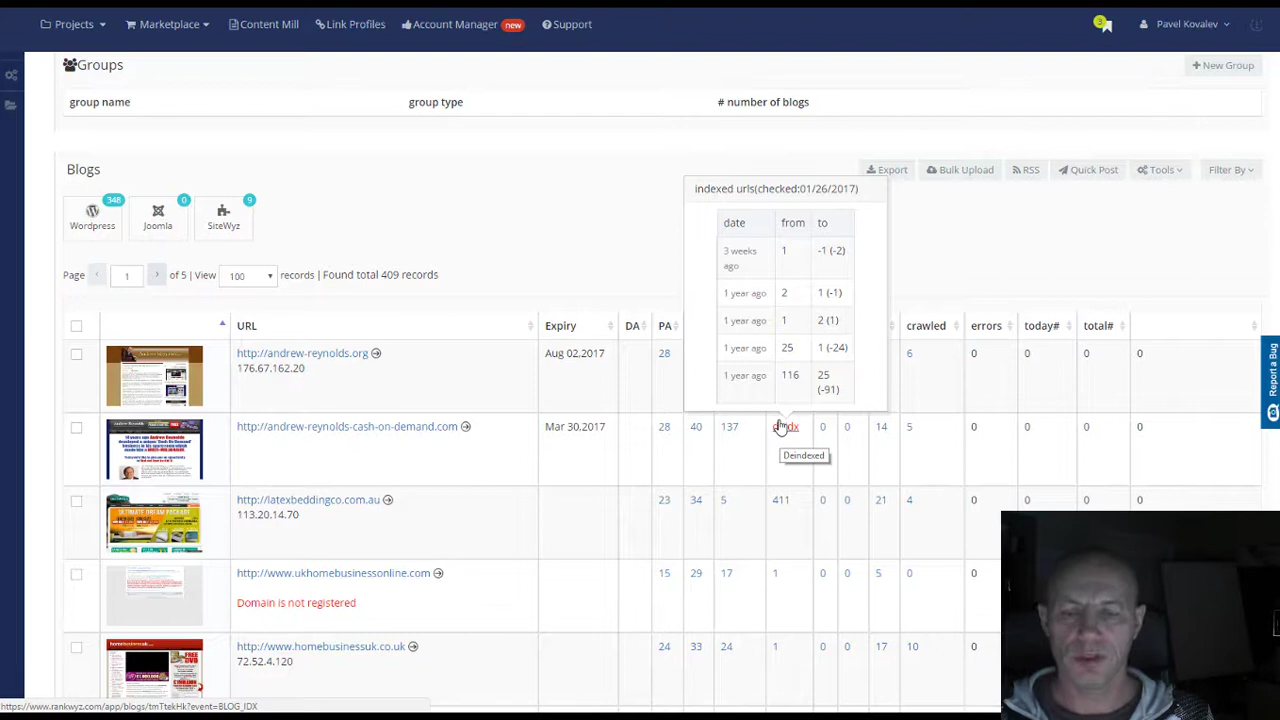 Projects Marketplace Content Mill Link Profiles Account Manager new Support 3 Pavel Kovalev
Groups
+ New Group
group name group type # number of blogs
Blogs
Export Bulk Upload RSS Quick Post Tools Filter By
348 0 9
Wordpress Joomla SiteWyz
Page 1 of 5 | View 100 records | Found total 409 records
indexed urls(checked:01/26/2017)
date from to
3 weeks ago 1 -1 (-2)
1 year ago 2 1 (-1)
1 year ago 1 2 (1)
1 year ago 25 1 (-24)
1 year ago 116 25 (-91)
URL Expiry DA PA crawled errors today# total#
http://andrew-reynolds.org Aug 02,2017 28 6 0 0 0 0
176.67.162.20
http://andrew-reynolds-cash-on-demand.com Mar 30.2017 28 40 137 0 0 14 5 0 0 0 0
Deindexed
http://latexbeddingco.com.au 23 34 5 411 0 0 21 4 0 0 0 0
113.20.14.70
http://www.ukhomebusinessonline.com 15 29 17 1 0 0 5 0 0
Domain is not registered
http://www.homebusinessuk.co.uk 24 33 24 1 0 0 17 10 0
72.52.4.120
Report a Bug
https://www.rankwyz.com/app/blogs/tmTtekHk?event=BLOG_IDX